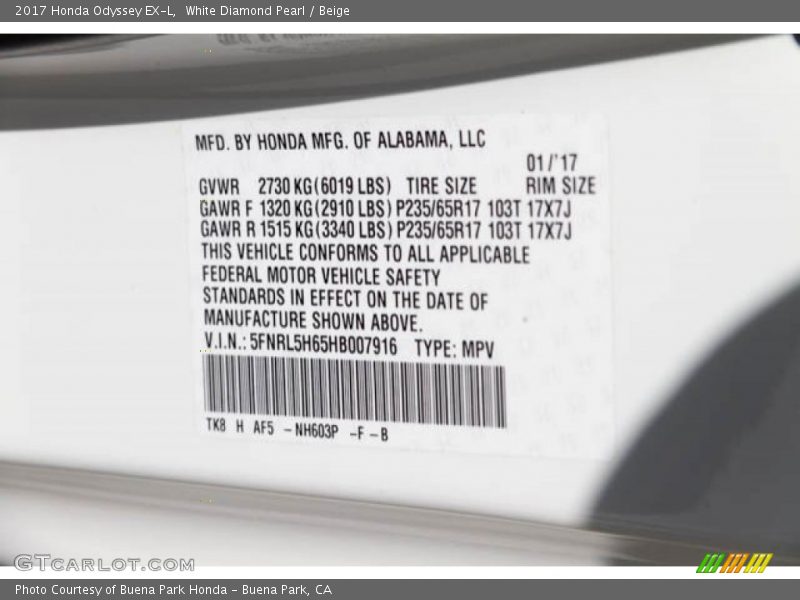 2017 Honda Odyssey EX-L,  White Diamond Pearl / Beige
MFD. BY HONDA MFG. OF ALABAMA, LLC
01/'17
GVWR 2730 KG(6019 LBS) TIRE SIZE RIM SIZE
GAWR F 1320 KG(2910 LBS) P235/65R17 103T 17X7J
GAWR R 1515 KG(3340 LBS) P235/65R17 103T 17X7J
THIS VEHICLE CONFORMS TO ALL APPLICABLE
FEDERAL MOTOR VEHICLE SAFETY
STANDARDS IN EFFECT ON THE DATE OF
MANUFACTURE SHOWN ABOVE.
V.I.N.: 5FNRL5H65HB007916 TYPE: MPV
TK8 H AF5 -NH603P -F-B
GTCARLOT.COM
Photo Courtesy of Buena Park Honda - Buena Park, CA